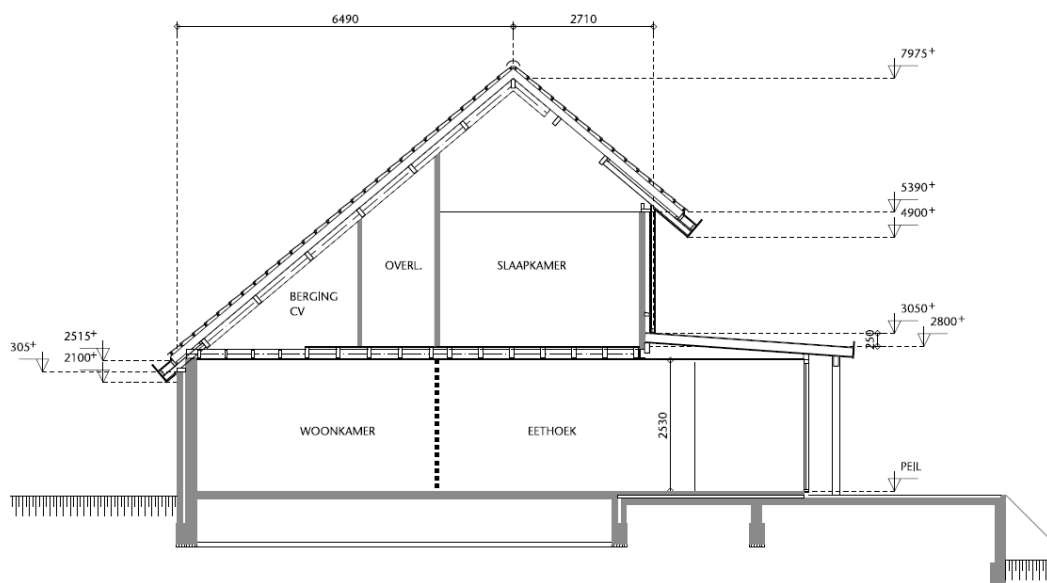 6490
2710
7975+
5390+
4900+
OVERL.
SLAAPKAMER
BERGING
CV
3050+
2800+
250
2515+
305+
2100+
WOONKAMER
EETHOEK
2530
PEIL